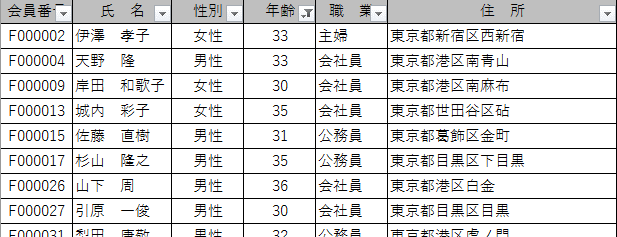 会員番号 氏　名 性別 年齢 職　業 住　所
F000002 伊澤　孝子 女性 33 主婦 東京都新宿区西新宿
F000004 天野　隆 男性 33 会社員 東京都港区南青山
F000009 岸田　和歌子 女性 30 会社員 東京都港区南麻布
F000013 城内　彩子 女性 35 会社員 東京都世田谷区砧
F000015 佐藤　直樹 男性 31 公務員 東京都葛飾区金町
F000017 杉山　隆之 男性 35 公務員 東京都目黒区下目黒
F000026 山下　周 男性 36 会社員 東京都港区白金
F000027 引原　一俊 男性 30 会社員 東京都目黒区目黒
F000031 梨田　庸敬 男性 32 公務員 東京都港区虎ノ門